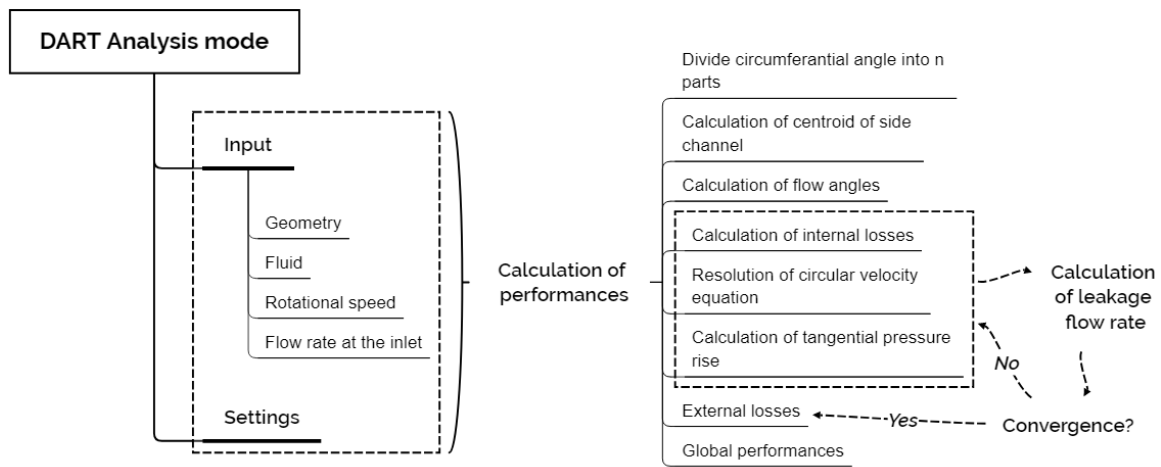 DART Analysis mode
Input
Geometry
Fluid
Rotational speed
Flow rate at the inlet
Settings
Calculation of
performances
Divide circumferantial angle into n
parts
Calculation of centroid of side
channel
Calculation of flow angles
Calculation of internal losses
Resolution of circular velocity
equation
Calculation of tangential pressure
rise
External losses
Global performances
Calculation
of leakage
flow rate
No
Convergence?
Yes